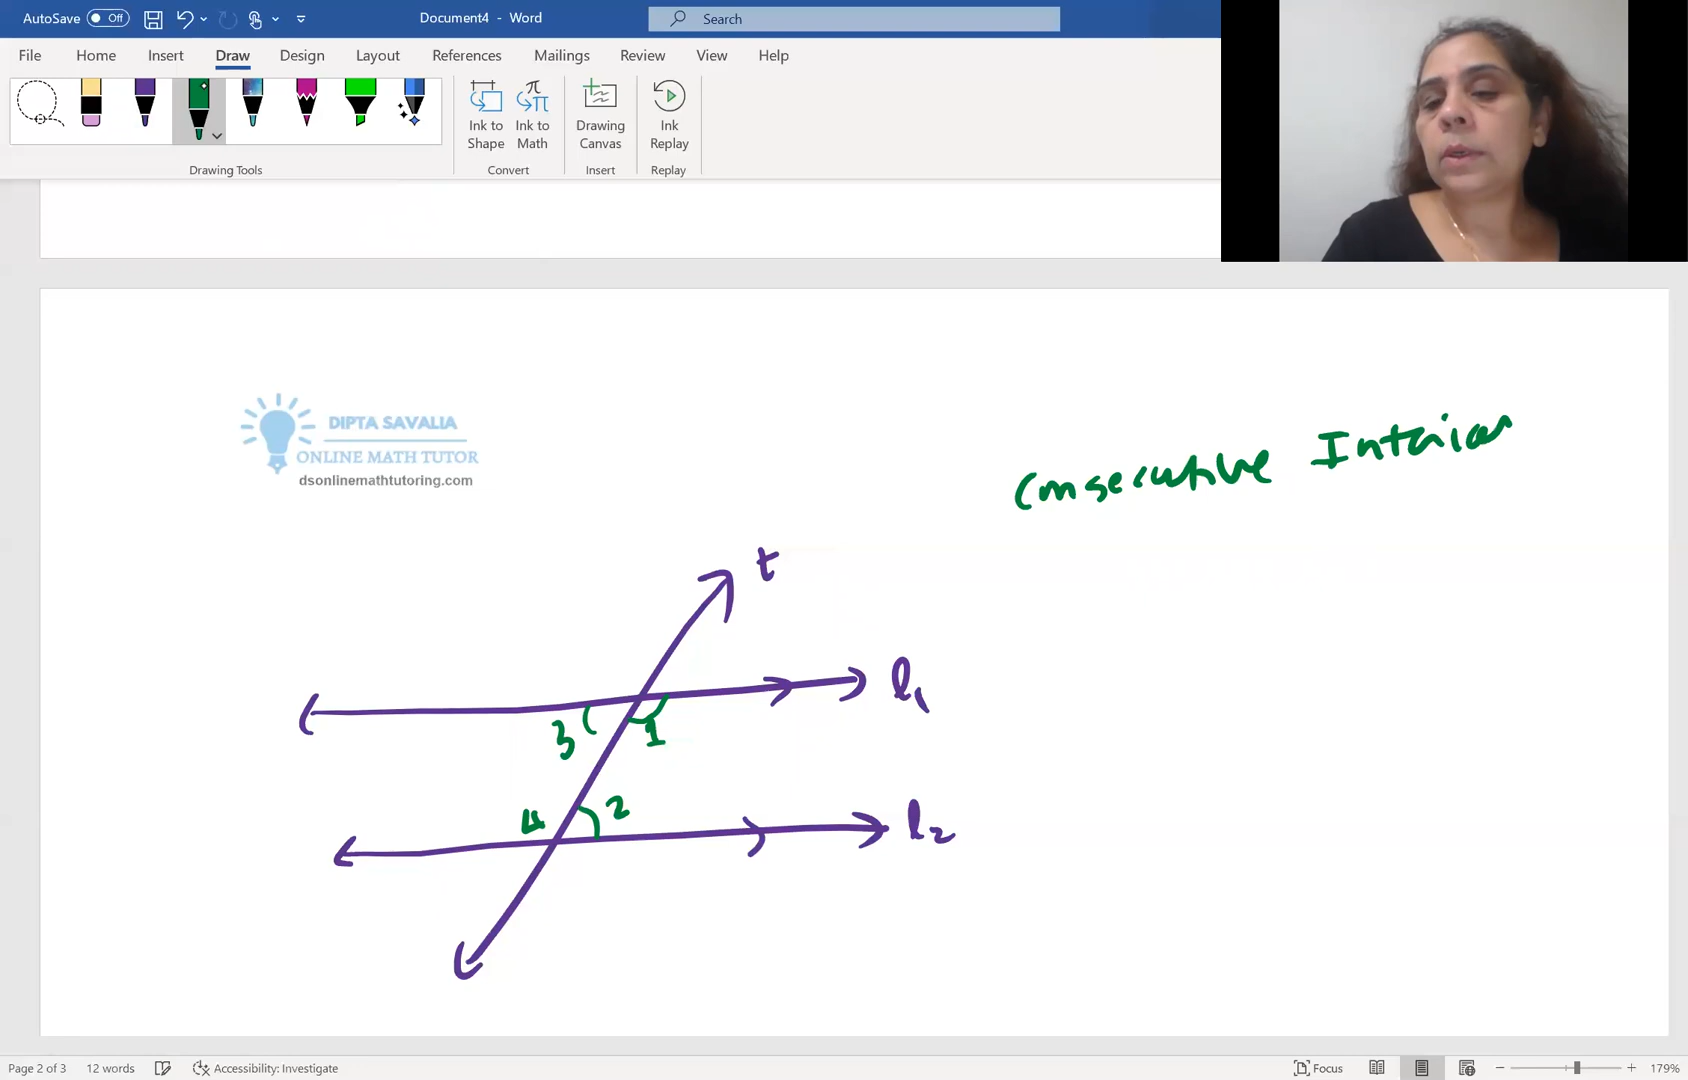 AutoSave Off Document4 - Word Search
File Home Insert Draw Design Layout References Mailings Review View Help
Ink to Shape
Ink to Math
Drawing Canvas
Ink Replay
Drawing Tools Convert Insert Replay
DIPTA SAVALIA
ONLINE MATH TUTOR
dsonlinemathtutoring.com
Consecutive Interior
t
l1
3 1
4 2
l2
Page 2 of 3 12 words Accessibility: Investigate Focus 179%